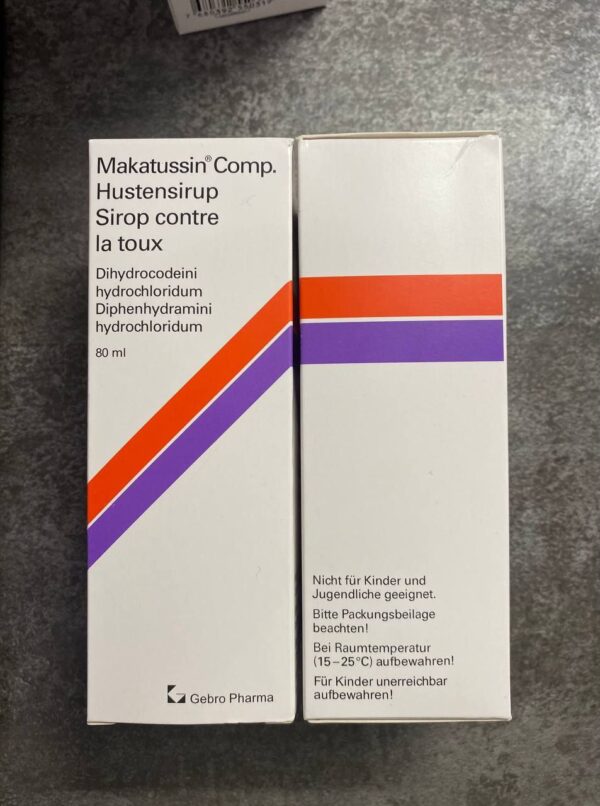 Makatussin® Comp.
Hustensirup
Sirop contre
la toux
Dihydrocodeini
hydrochloridum
Diphenhydramini
hydrochloridum
80 ml
Gebro Pharma
Nicht für Kinder und
Jugendliche geeignet.
Bitte Packungsbeilage
beachten!
Bei Raumtemperatur
(15–25°C) aufbewahren!
Für Kinder unerreichbar
aufbewahren!